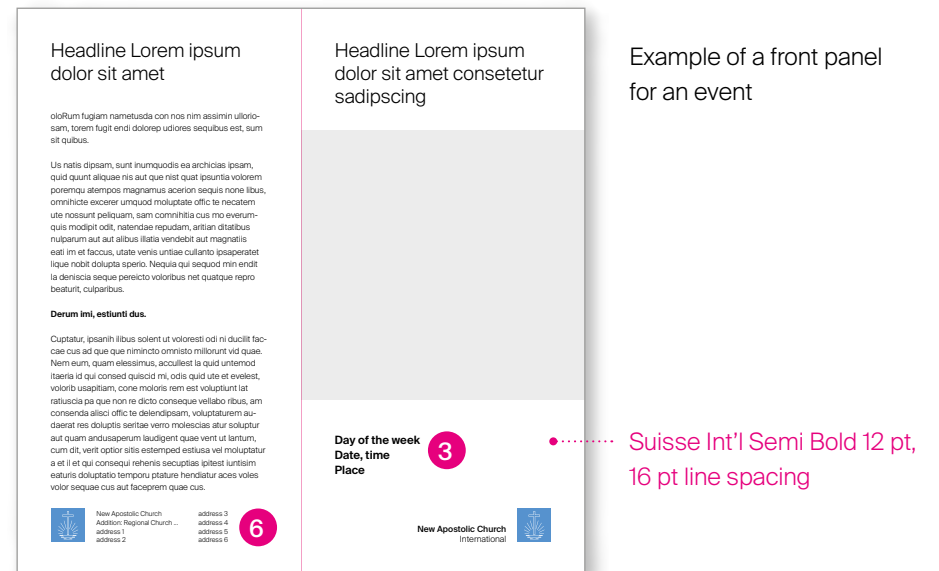 Headline Lorem ipsum
dolor sit amet
oloRum fugiam nametusda con nos nim assimin ullorio-
sam, torem fugit endi dolorep udiores sequibus est, sum
sit quibus.
Us natis dipsam, sunt inumquodis ea archicias ipsam,
quid quunt aliquae nis aut que nist quat ipsuntia volorem
poremqu atempos magnamus acerion sequis none libus,
omnihicte excerer umquod moluptate offic te necatem
ute nossunt peliquam, sam comnihitia cus mo everum-
quis modipit odit, natendae repudam, aritian ditatibus
nulparum aut aut alibus illatia vendebit aut magnatiis
eati im et faccus, utate venis untiae cullanto ipsaperatet
lique nobit dolupta sperio. Nequia qui sequod min endit
la deniscia seque pereicto voloribus net quatque repro
beaturit, culparibus.
Derum imi, estiunti dus.
Cuptatur, ipsanih ilibus solent ut voloresti odi ni ducilit fac-
cae cus ad que que nimincto omnisto millorunt vid quae.
Nem eum, quam elessimus, accullest la quid untemod
itaeria id qui consed quiscid mi, odis quid ute et evelest,
volorib usapitiam, cone moloris rem est voluptiunt lat
ratiuscia pa que non re dicto conseque vellabo ribus, am
consenda alisci offic te delendipsam, voluptaturem au-
daerat res doluptis seritae verro molescias atur soluptur
aut quam andusaperum laudigent quae vent ut lantum,
cum dit, verit optior sitis estemped estiusa vel moluptatur
a et il et qui consequi rehenis secuptias ipitest iuntisim
eaturis doluptatio temporu ptature hendiatur aces voles
volor sequae cus aut faceprem quae cus.
New Apostolic Church
Addition: Regional Church ...
address 1
address 2
address 3
address 4
address 5
address 6
6
Headline Lorem ipsum
dolor sit amet consetetur
sadipscing
Day of the week
Date, time
Place
3
New Apostolic Church
International
Example of a front panel
for an event
Suisse Int'l Semi Bold 12 pt,
16 pt line spacing